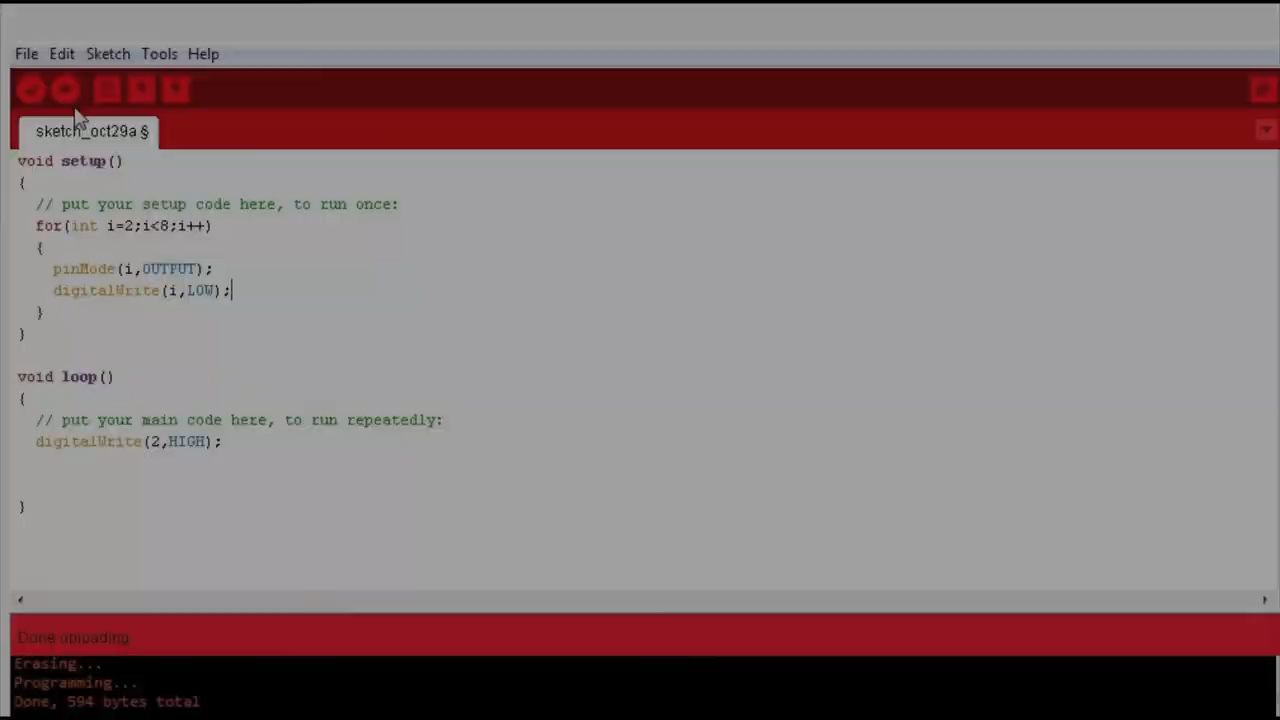 File Edit Sketch Tools Help
sketch_oct29a §
void setup()
{
// put your setup code here, to run once:
for(int i=2;i<8;i++)
{
pinMode(i,OUTPUT);
digitalWrite(i,LOW);
}
}
void loop()
{
// put your main code here, to run repeatedly:
digitalWrite(2,HIGH);
}
Done uploading
Erasing...
Programming...
Done, 594 bytes total